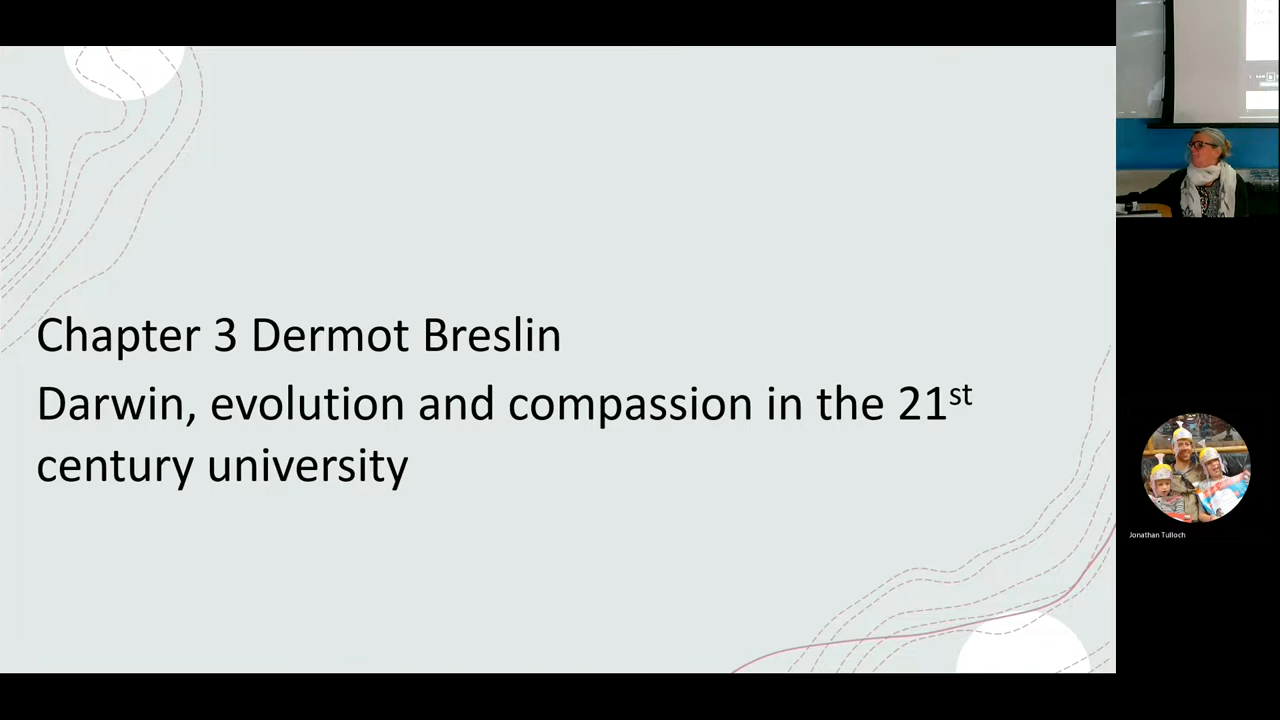 Chapter 3 Dermot Breslin
Darwin, evolution and compassion in the 21st
century university
Jonathan Tulloch